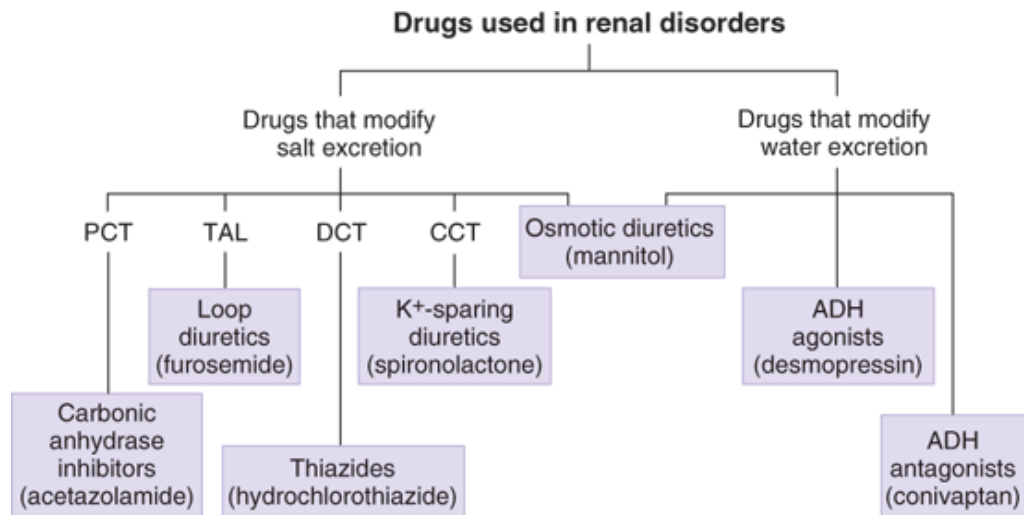 Drugs used in renal disorders
Drugs that modify
salt excretion
Drugs that modify
water excretion
PCT
TAL
DCT
CCT
Osmotic diuretics
(mannitol)
Loop
diuretics
(furosemide)
K+-sparing
diuretics
(spironolactone)
ADH
agonists
(desmopressin)
Carbonic
anhydrase
inhibitors
(acetazolamide)
Thiazides
(hydrochlorothiazide)
ADH
antagonists
(conivaptan)